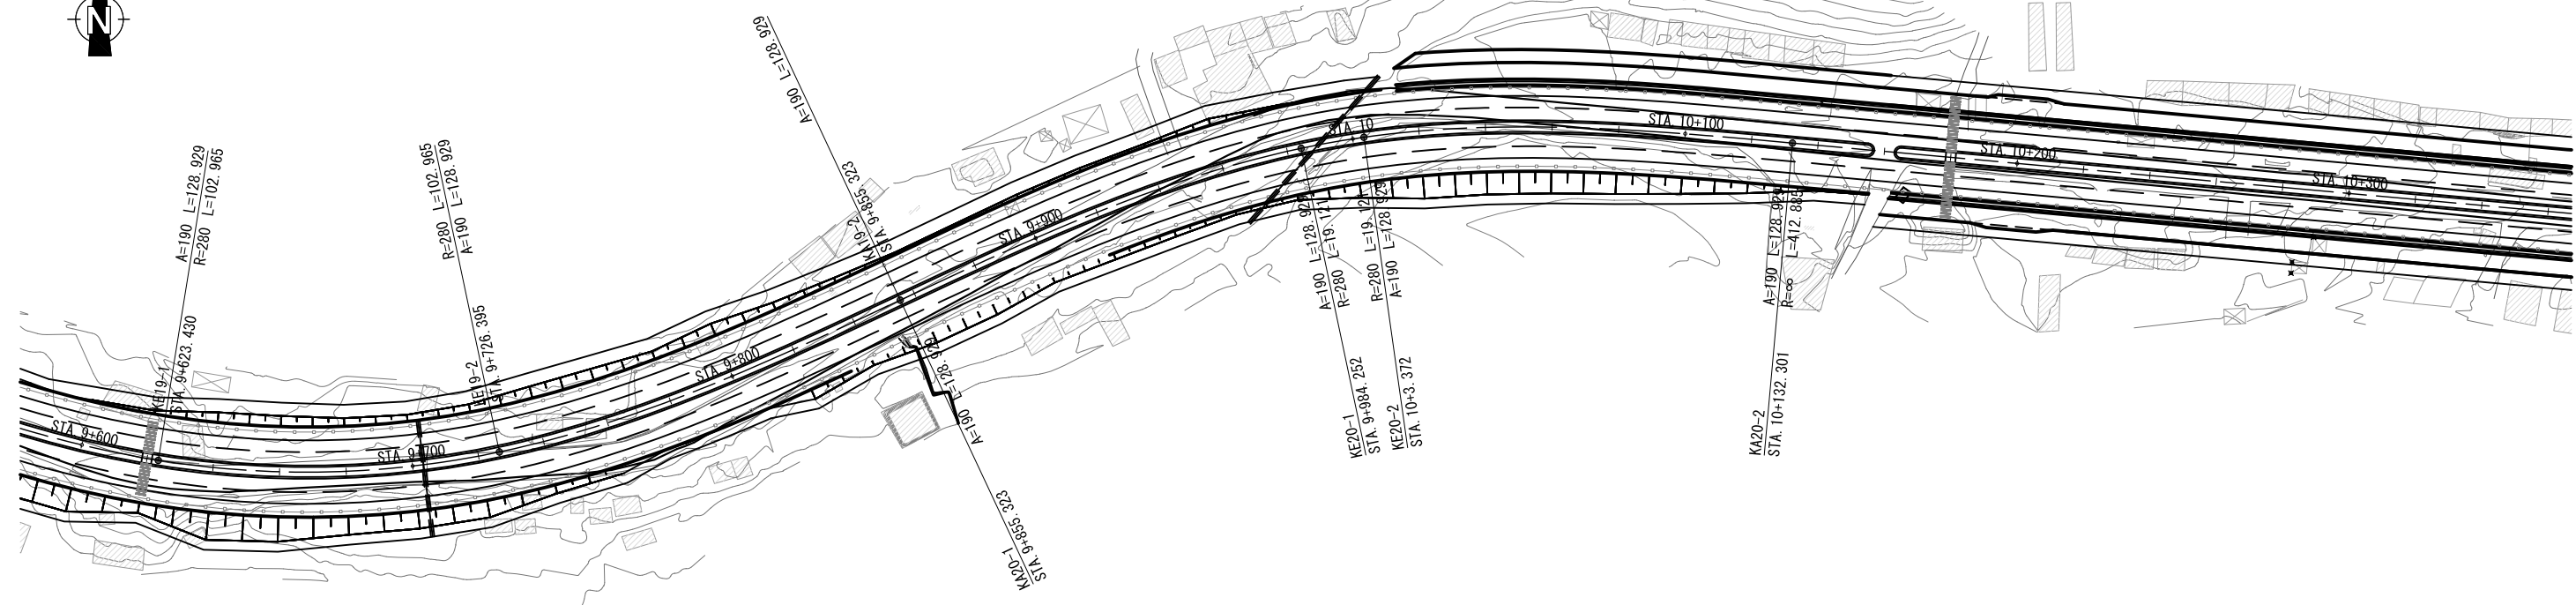 N
A=190 L=128.929
R=280 L=102.965
KE19-1
STA.9+623.430
R=280 L=102.965
A=190 L=128.929
KE19-2
STA.9+726.395
A=190 L=128.929
KA19-2
STA.9+855.323
A=190 L=128.929
KA20-1
STA.9+855.323
A=190 L=128.929
R=280 L=19.121
KE20-1
STA.9+984.252
R=280 L=19.121
A=190 L=128.929
KE20-2
STA.10+3.372
A=190 L=128.929
R=∞ L=412.885
KA20-2
STA.10+132.301
STA.9+600
STA.9+700
STA.9+800
STA.9+900
STA.10
STA.10+100
STA.10+200
STA.10+300